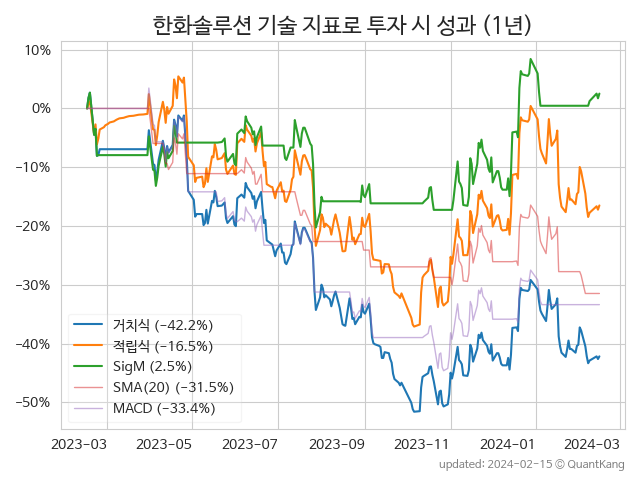 한화솔루션 기술 지표로 투자 시 성과 (1년)
10%
0%
−10%
−20%
−30%
−40%
−50%
거치식 (−42.2%)
적립식 (−16.5%)
SigM (2.5%)
SMA(20) (−31.5%)
MACD (−33.4%)
2023−03
2023−05
2023−07
2023−09
2023−11
2024−01
2024−03
updated: 2024−02−15 © QuantKang